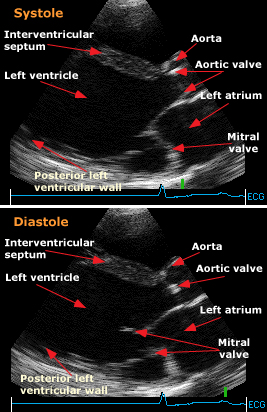 Systole
Aorta
Interventricular
septum
Aortic valve
Left ventricle
Left atrium
Mitral
valve
Posterior left
ventricular wall
ECG
Diastole
Aorta
Interventricular
septum
Aortic valve
Left ventricle
Left atrium
Mitral
valve
Posterior left
ventricular wall
ECG